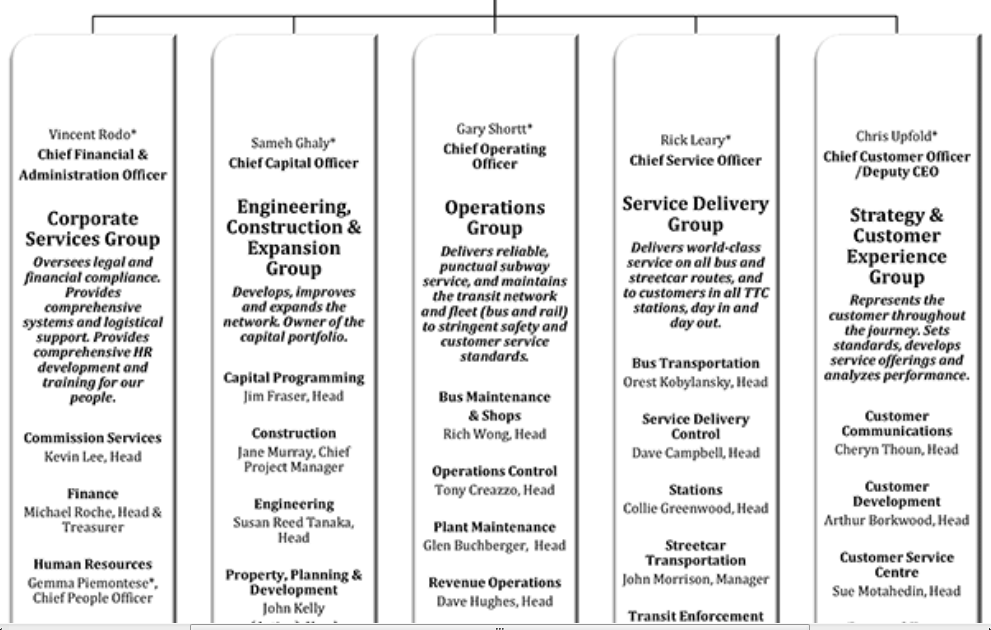 Vincent Rodo*
Chief Financial &
Administration Officer
Corporate
Services Group
Oversees legal and
financial compliance.
Provides
comprehensive
systems and logistical
support. Provides
comprehensive HR
development and
training for our
people.
Commission Services
Kevin Lee, Head
Finance
Michael Roche, Head &
Treasurer
Human Resources
Gemma Piemontese*,
Chief People Officer
Sameh Ghaly*
Chief Capital Officer
Engineering,
Construction &
Expansion
Group
Develops, improves
and expands the
network. Owner of the
capital portfolio.
Capital Programming
Jim Fraser, Head
Construction
Jane Murray, Chief
Project Manager
Engineering
Susan Reed Tanaka,
Head
Property, Planning &
Development
John Kelly
Gary Shortt*
Chief Operating
Officer
Operations
Group
Delivers reliable,
punctual subway
service, and maintains
the transit network
and fleet (bus and rail)
to stringent safety and
customer service
standards.
Bus Maintenance
& Shops
Rich Wong, Head
Operations Control
Tony Creazzo, Head
Plant Maintenance
Glen Buchberger, Head
Revenue Operations
Dave Hughes, Head
Rick Leary*
Chief Service Officer
Service Delivery
Group
Delivers world-class
service on all bus and
streetcar routes, and
to customers in all TTC
stations, day in and
day out.
Bus Transportation
Orest Kobylansky, Head
Service Delivery
Control
Dave Campbell, Head
Stations
Collie Greenwood, Head
Streetcar
Transportation
John Morrison, Manager
Transit Enforcement
Chris Upfold*
Chief Customer Officer
/Deputy CEO
Strategy &
Customer
Experience
Group
Represents the
customer throughout
the journey. Sets
standards, develops
service offerings and
analyzes performance.
Customer
Communications
Cheryn Thoun, Head
Customer
Development
Arthur Borkwood, Head
Customer Service
Centre
Sue Motahedin, Head